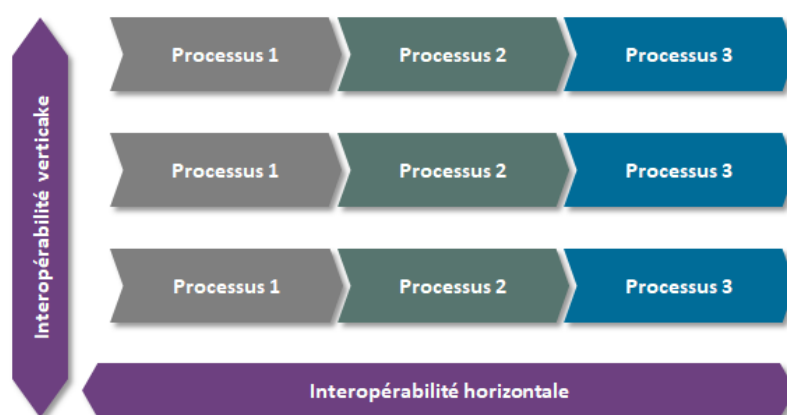 Interopérabilité verticake
Processus 1
Processus 2
Processus 3
Processus 1
Processus 2
Processus 3
Processus 1
Processus 2
Processus 3
Interopérabilité horizontale